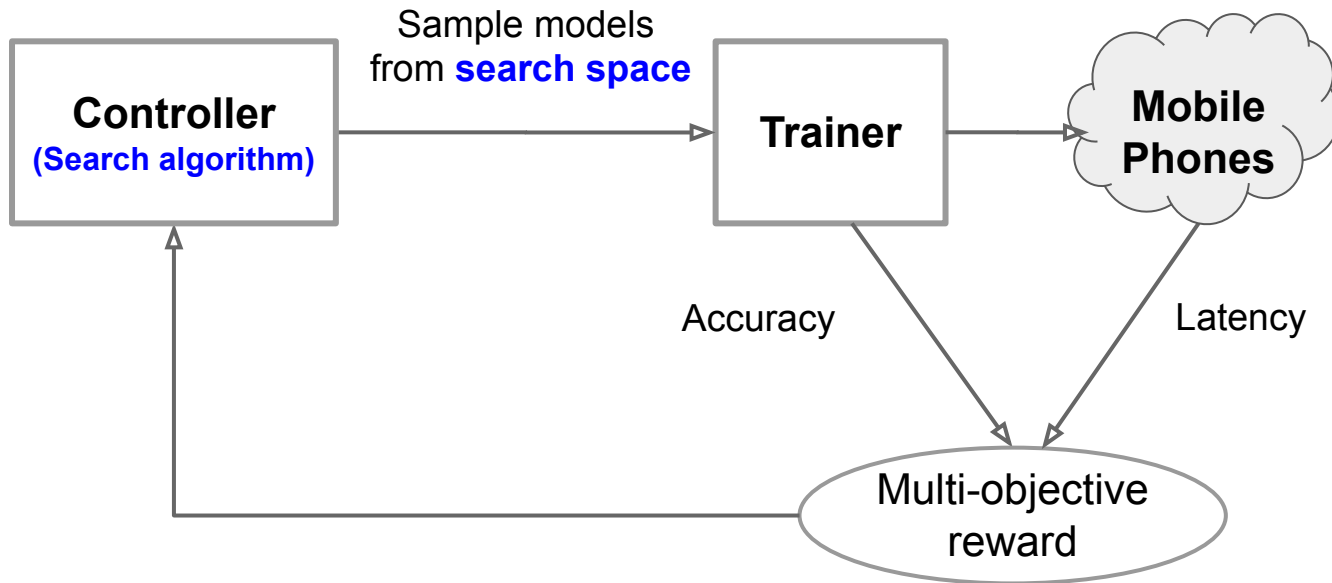 Sample models
from search space
Controller
(Search algorithm)
Trainer
Mobile
Phones
Accuracy
Latency
Multi-objective
reward